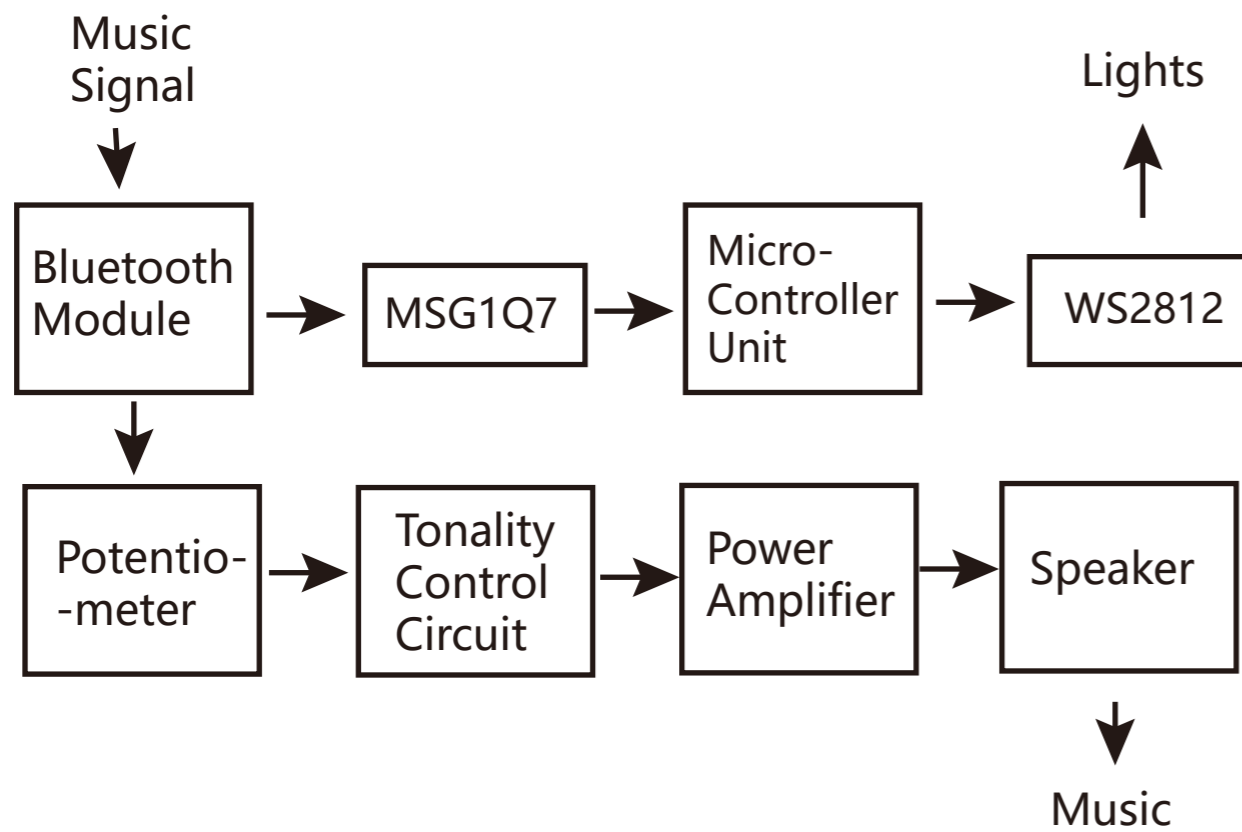 Music
Signal
Lights
Bluetooth
Module
MSG1Q7
Micro-
Controller
Unit
WS2812
Potentio-
-meter
Tonality
Control
Circuit
Power
Amplifier
Speaker
Music